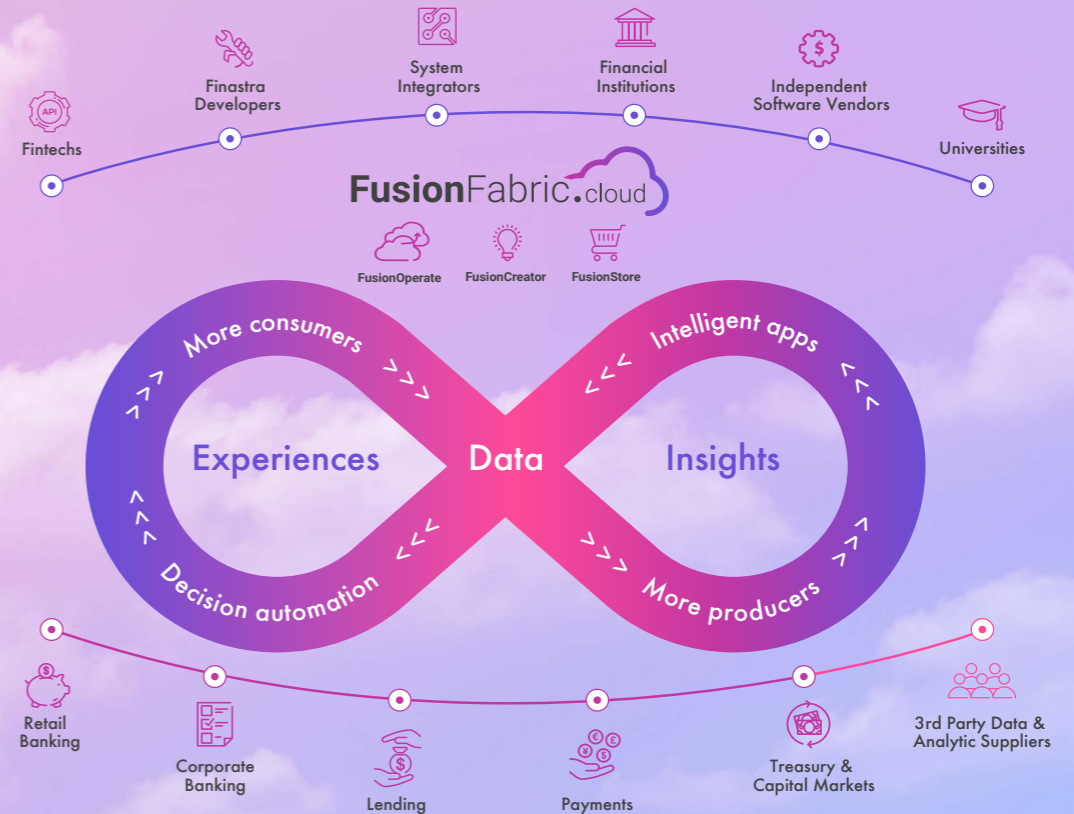 API
Fintechs
Finastra
Developers
System
Integrators
Financial
Institutions
$
Independent
Software Vendors
Universities
FusionFabric.cloud
FusionOperate
FusionCreator
FusionStore
More consumers
>>>
>>>
Intelligent apps
<<<
<<<
Experiences
Data
Insights
Decision automation
<<<
<<<
More producers
>>>
>>>
$
Retail
Banking
Corporate
Banking
$
Lending
€ £
¥ $
Payments
Treasury &
Capital Markets
3rd Party Data &
Analytic Suppliers